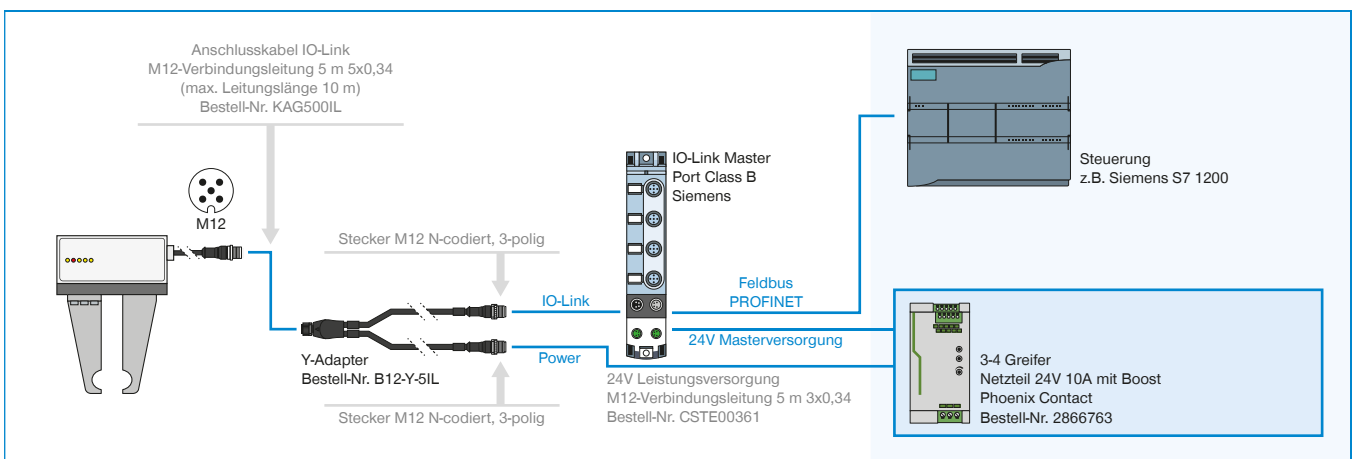 Anschlusskabel IO-Link
M12-Verbindungsleitung 5 m 5x0,34
(max. Leitungslänge 10 m)
Bestell-Nr. KAG500IL
M12
Stecker M12 N-codiert, 3-polig
IO-Link
Power
Y-Adapter
Bestell-Nr. B12-Y-5IL
Stecker M12 N-codiert, 3-polig
IO-Link Master
Port Class B
Siemens
Feldbus
PROFINET
24V Masterversorgung
24V Leistungsversorgung
M12-Verbindungsleitung 5 m 3x0,34
Bestell-Nr. CSTE00361
Steuerung
z.B. Siemens S7 1200
3-4 Greifer
Netzteil 24V 10A mit Boost
Phoenix Contact
Bestell-Nr. 2866763